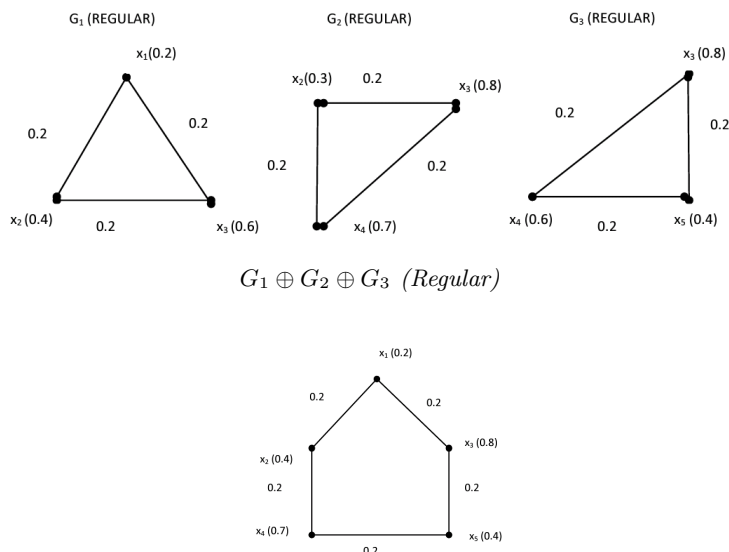 G₁ (REGULAR) G₂ (REGULAR) G₃ (REGULAR)
x₁(0.2) x₃ (0.8)
x₂(0.3) 0.2 x₃ (0.8)
0.2 0.2 0.2 0.2
0.2 0.2
x₂ (0.4) 0.2 x₃ (0.6) x₄ (0.7) x₄ (0.6) 0.2 x₅ (0.4)
G₁ ⊕ G₂ ⊕ G₃ (Regular)
x₁ (0.2)
0.2 0.2
x₂ (0.4) x₃ (0.8)
0.2 0.2
x₄ (0.7) x₅ (0.4)
0.2